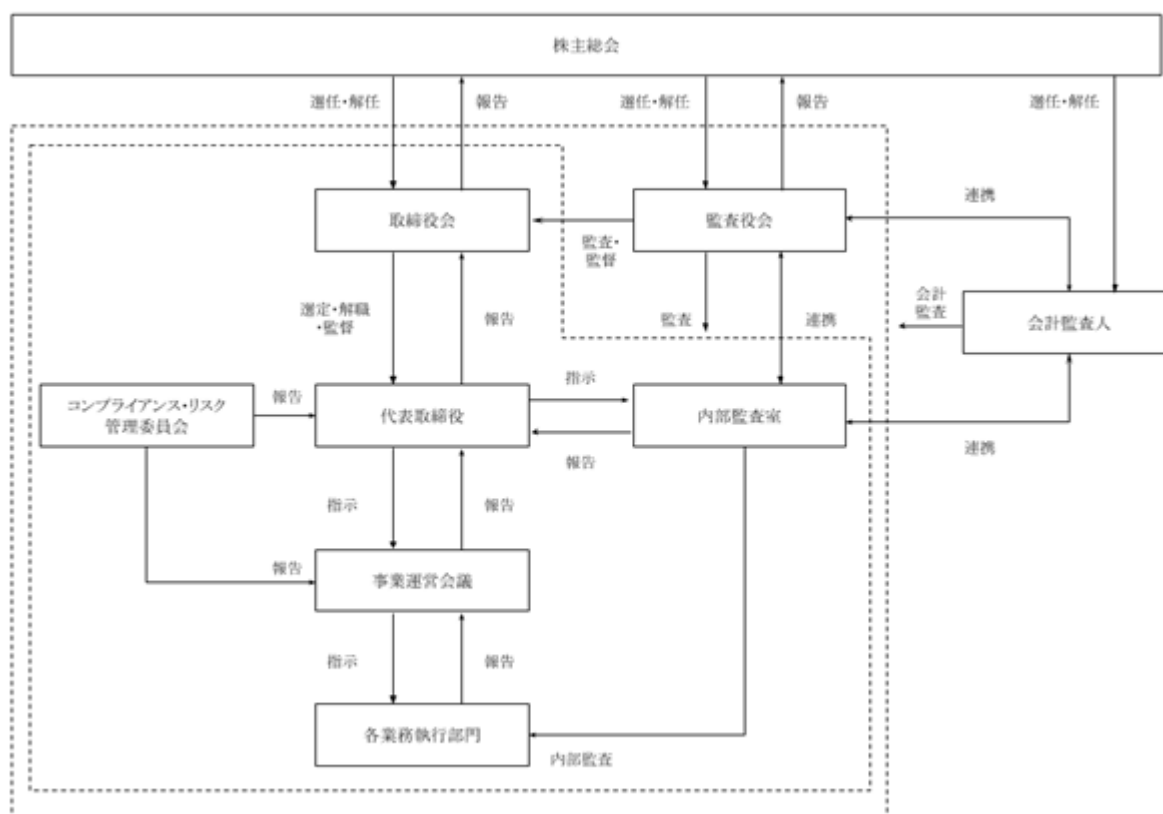 株主総会
選任・解任
報告
選任・解任
報告
選任・解任
取締役会
監査・
監督
監査役会
連携
選定・解職
・監督
報告
監査
連携
会計
監査
会計監査人
コンプライアンス・リスク
管理委員会
報告
代表取締役
指示
報告
内部監査室
連携
指示
報告
報告
事業運営会議
指示
報告
各業務執行部門
内部監査